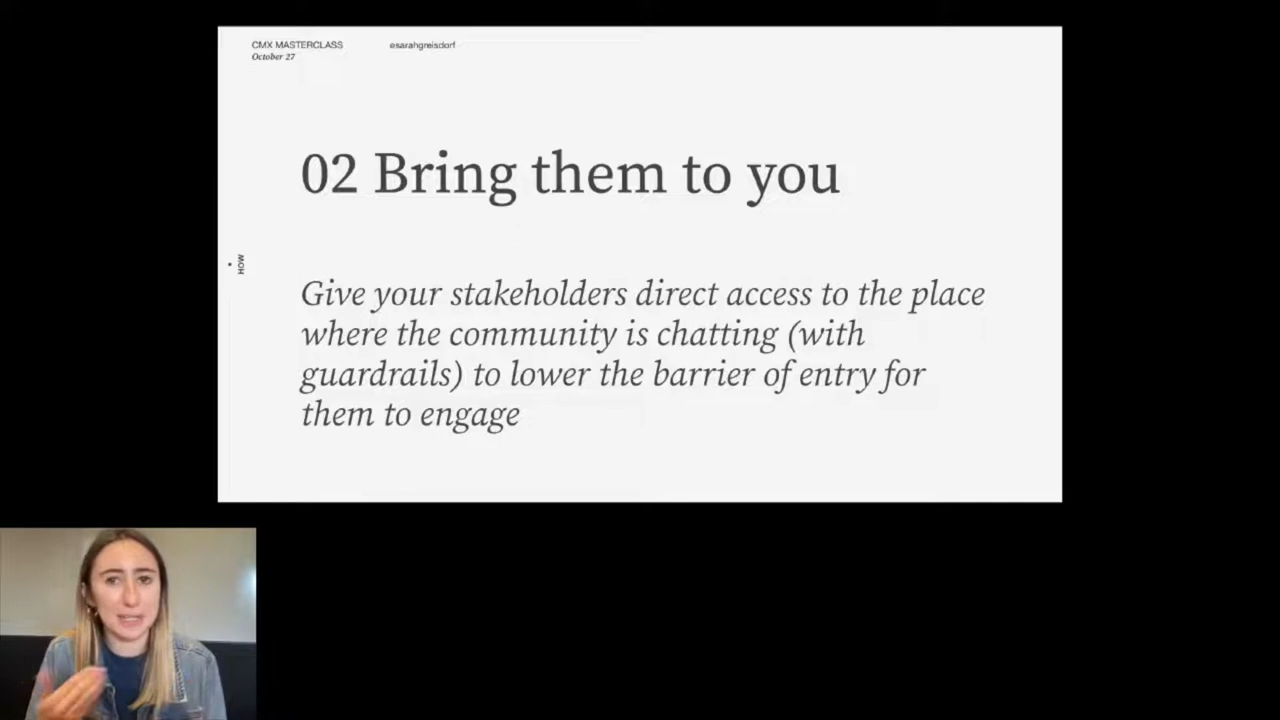 CMX MASTERCLASS
@sarahgreisdorf
October 27
02 Bring them to you
HOW
Give your stakeholders direct access to the place
where the community is chatting (with
guardrails) to lower the barrier of entry for
them to engage